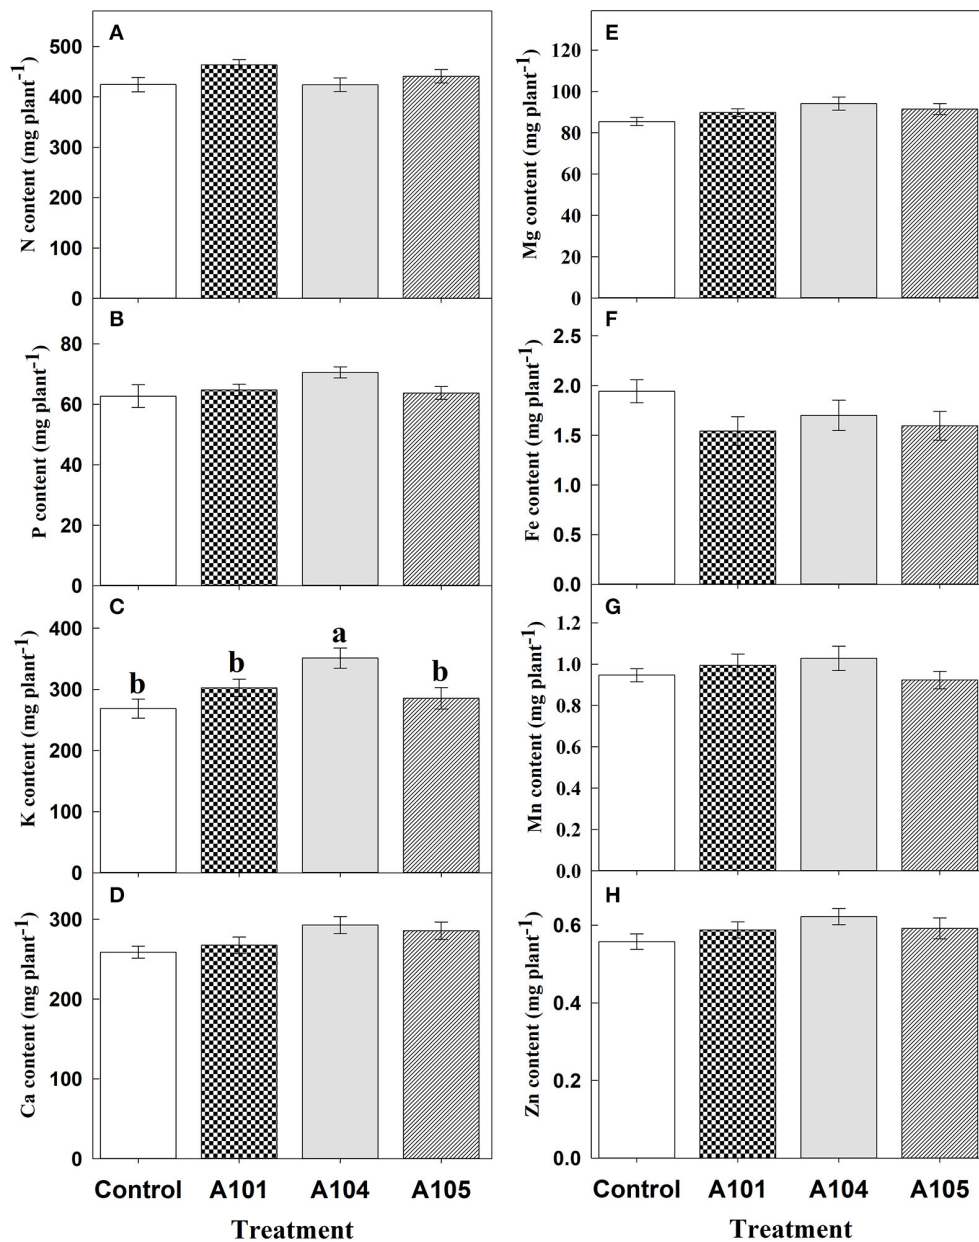 A
N content (mg plant-1)
500
400
300
200
100
0
B
P content (mg plant-1)
80
60
40
20
0
C
K content (mg plant-1)
400
300
200
100
0
b
b
a
b
D
Ca content (mg plant-1)
300
200
100
0
Control A101 A104 A105
Treatment
E
Mg content (mg plant-1)
120
100
80
60
40
20
0
F
Fe content (mg plant-1)
2.5
2.0
1.5
1.0
0.5
0.0
G
Mn content (mg plant-1)
1.2
1.0
0.8
0.6
0.4
0.2
0.0
H
Zn content (mg plant-1)
0.6
0.4
0.2
0.0
Control A101 A104 A105
Treatment